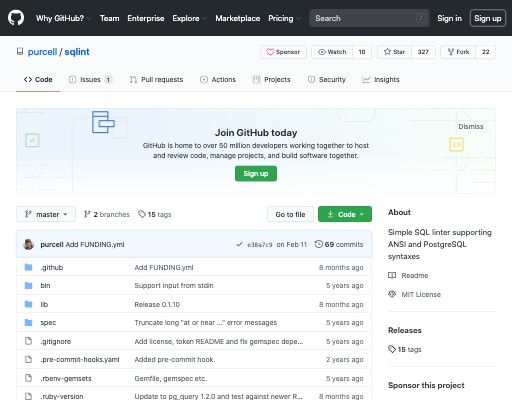 Why GitHub? Team Enterprise Explore Marketplace Pricing Search / Sign in Sign up
purcell / sqlint Sponsor Watch 10 Star 327 Fork 22
Code Issues 1 Pull requests Actions Projects Security Insights
Dismiss
Join GitHub today
GitHub is home to over 50 million developers working together to host
and review code, manage projects, and build software together.
Sign up
master 2 branches 15 tags Go to file Code
purcell Add FUNDING.yml e38a7c9 on Feb 11 69 commits
.github Add FUNDING.yml 8 months ago
bin Support input from stdin 5 years ago
lib Release 0.1.10 8 months ago
spec Truncate long "at or near ..." error messages 5 years ago
.gitignore Add license, token README and fix gemspec depe... 5 years ago
.pre-commit-hooks.yaml Added pre-commit hook. 2 years ago
.rbenv-gemsets Gemfile, gemspec etc. 5 years ago
.ruby-version Update to pg_query 1.2.0 and test against newer R... 8 months ago
About
Simple SQL linter supporting
ANSI and PostgreSQL
syntaxes
Readme
MIT License
Releases
15 tags
Sponsor this project